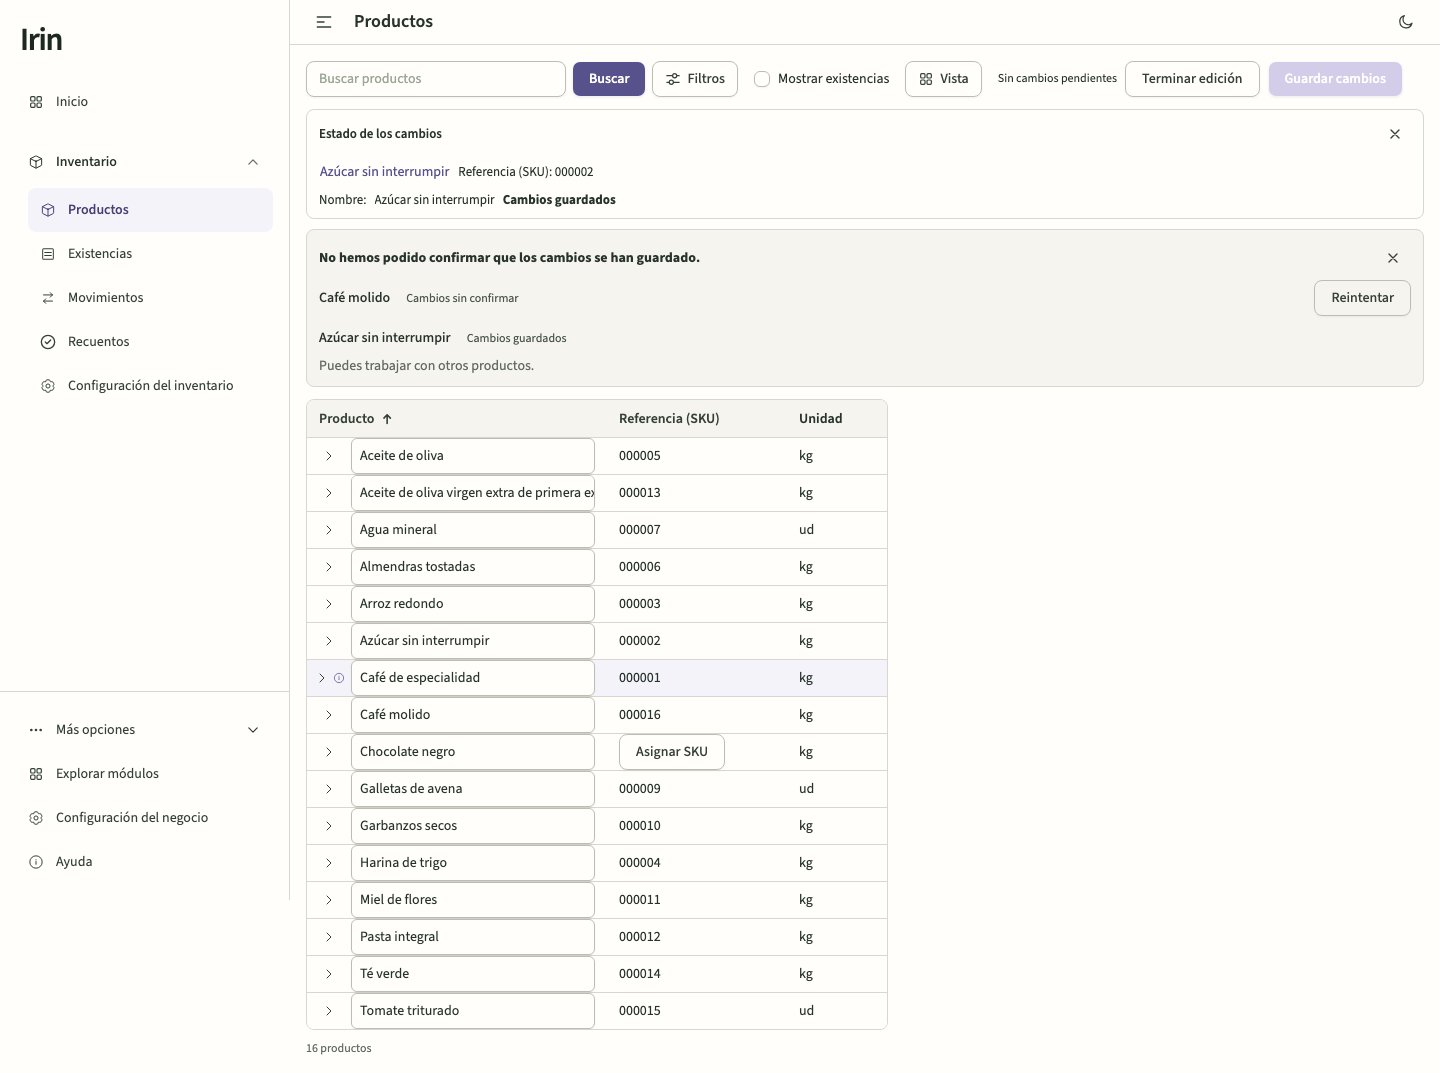 Irin
Inicio
Inventario
Productos
Existencias
Movimientos
Recuentos
Configuración del inventario
Más opciones
Explorar módulos
Configuración del negocio
Ayuda
Productos
Buscar productos Buscar Filtros Mostrar existencias Vista Sin cambios pendientes Terminar edición Guardar cambios
Estado de los cambios
Azúcar sin interrumpir Referencia (SKU): 000002
Nombre: Azúcar sin interrumpir Cambios guardados
No hemos podido confirmar que los cambios se han guardado.
Café molido Cambios sin confirmar Reintentar
Azúcar sin interrumpir Cambios guardados
Puedes trabajar con otros productos.
Producto ↑ Referencia (SKU) Unidad
Aceite de oliva 000005 kg
Aceite de oliva virgen extra de primera ex 000013 kg
Agua mineral 000007 ud
Almendras tostadas 000006 kg
Arroz redondo 000003 kg
Azúcar sin interrumpir 000002 kg
Café de especialidad 000001 kg
Café molido 000016 kg
Chocolate negro Asignar SKU kg
Galletas de avena 000009 ud
Garbanzos secos 000010 kg
Harina de trigo 000004 kg
Miel de flores 000011 kg
Pasta integral 000012 kg
Té verde 000014 kg
Tomate triturado 000015 ud
16 productos